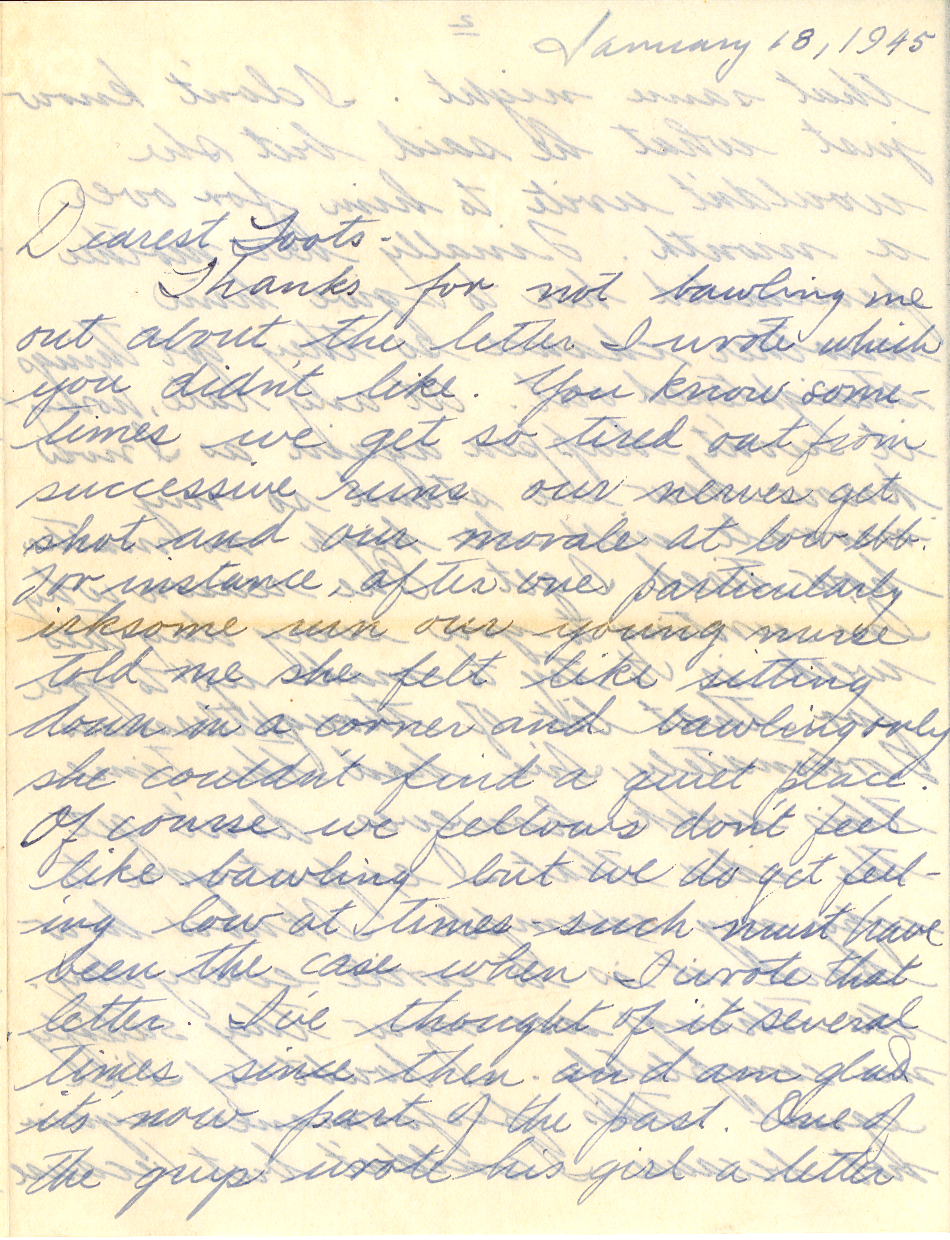 January 18, 1945
Dearest Toots-
Thanks for not bawling me
out about the letter I wrote which
you didn't like. You know some-
times we get so tired out from
successive runs our nerves get
shot and our morale at low ebb.
For instance, after one particularly
irksome run our young nurse
told me she felt like sitting
down in a corner and bawling only
she couldn't find a quiet place.
Of course we fellows don't feel
like bawling but we do get feel-
ing low at times - such must have
been the case when I wrote that
letter. I've thought of it several
times since then and am glad
it's now part of the past. One of
the guys wrote his girl a letter